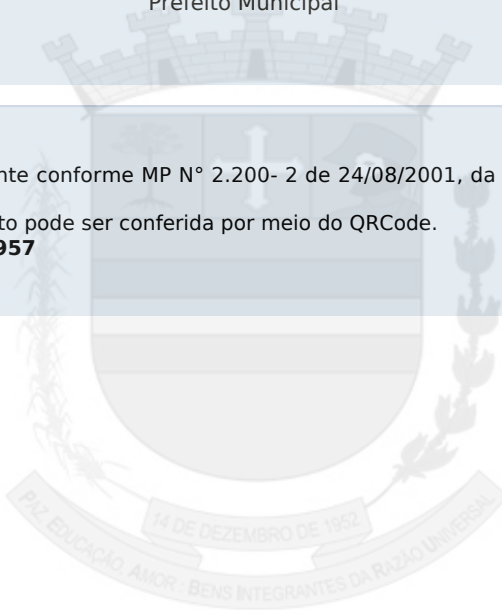 Prefeito Municipal
nte conforme MP N° 2.200- 2 de 24/08/2001, da
to pode ser conferida por meio do QRCode.
957
14 DE DEZEMBRO DE 1952
PAZ, EDUCAÇÃO, AMOR - BENS INTEGRANTES DA RAZÃO UNIVERSAL